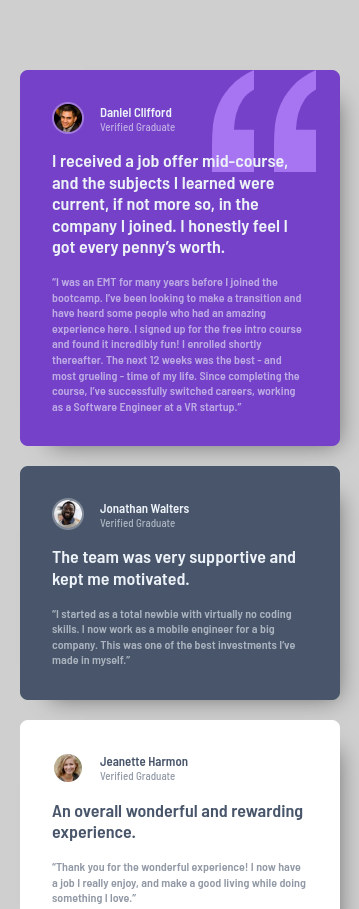 “
Daniel Clifford
Verified Graduate
I received a job offer mid-course,
and the subjects I learned were
current, if not more so, in the
company I joined. I honestly feel I
got every penny’s worth.
“I was an EMT for many years before I joined the
bootcamp. I've been looking to make a transition and
have heard some people who had an amazing
experience here. I signed up for the free intro course
and found it incredibly fun! I enrolled shortly
thereafter. The next 12 weeks was the best - and
most grueling - time of my life. Since completing the
course, I've successfully switched careers, working
as a Software Engineer at a VR startup.”
Jonathan Walters
Verified Graduate
The team was very supportive and
kept me motivated.
“I started as a total newbie with virtually no coding
skills. I now work as a mobile engineer for a big
company. This was one of the best investments I've
made in myself.”
Jeanette Harmon
Verified Graduate
An overall wonderful and rewarding
experience.
“Thank you for the wonderful experience! I now have
a job I really enjoy, and make a good living while doing
something I love.”